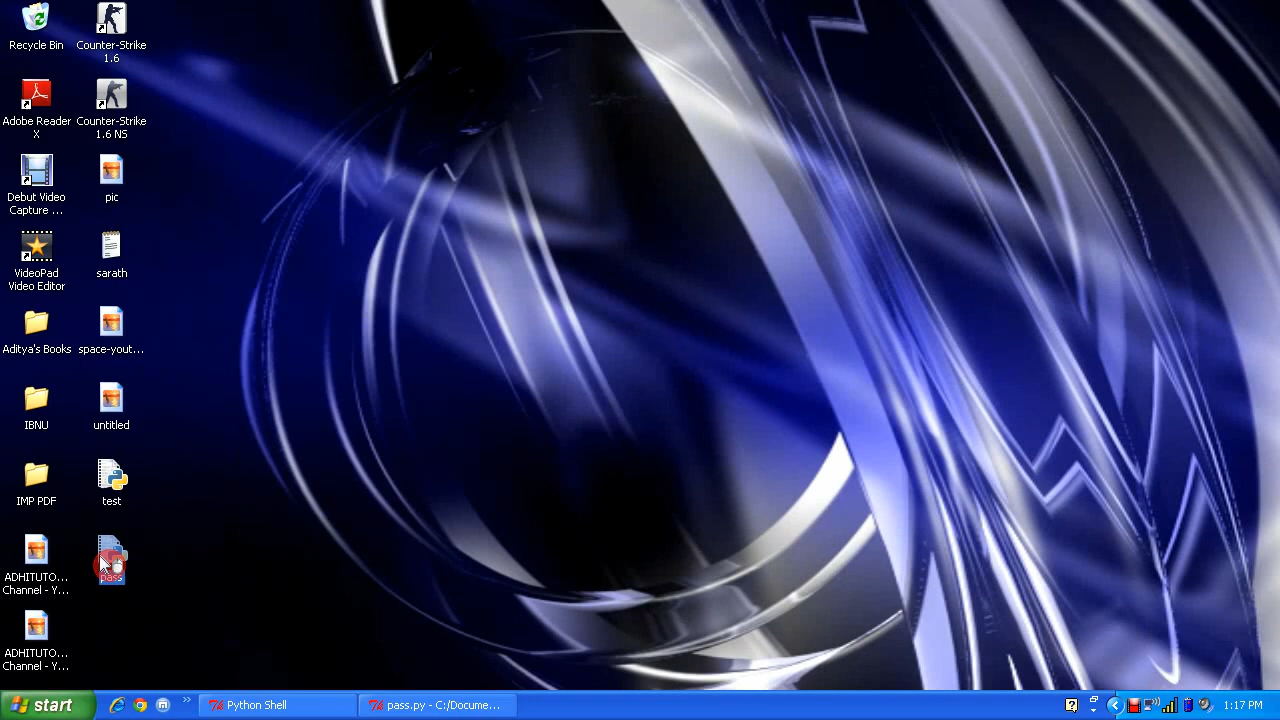 Recycle Bin
Counter-Strike
1.6
Adobe Reader
X
Counter-Strike
1.6 NS
Debut Video
Capture ...
pic
VideoPad
Video Editor
sarath
Aditya's Books
space-yout...
IBNU
untitled
IMP PDF
test
ADHITUTO...
Channel - Y...
pass
ADHITUTO...
Channel - Y...
start
Python Shell
pass.py - C:/Docume...
1:17 PM